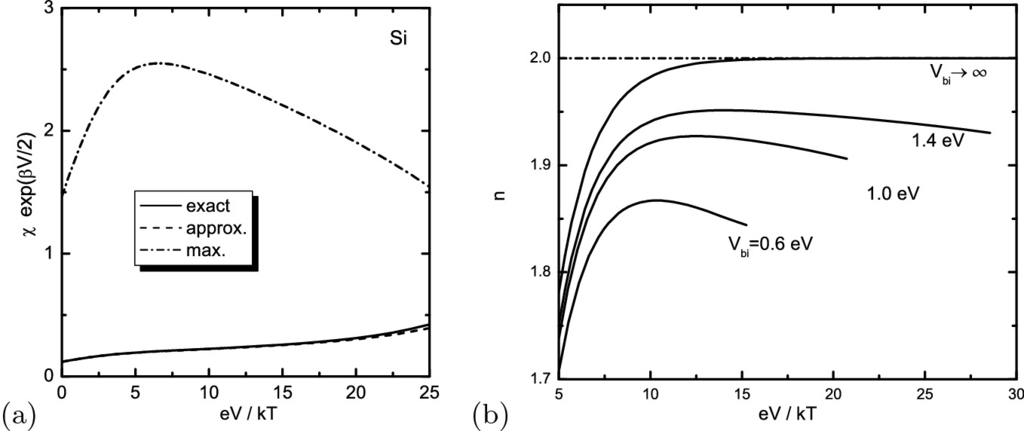 3
2
1
0
χ exp(βV/2)
Si
exact
approx.
max.
0 5 10 15 20 25
eV / kT
(a)
2.0
1.9
1.8
1.7
n
V_bi→ ∞
1.4 eV
1.0 eV
V_bi=0.6 eV
5 10 15 20 25 30
eV / kT
(b)